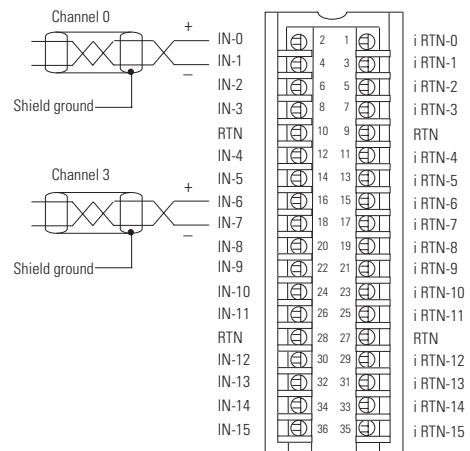 Channel 0
+
IN-0 2 1 i RTN-0
IN-1 4 3 i RTN-1
–
IN-2 6 5 i RTN-2
Shield ground
IN-3 8 7 i RTN-3
RTN 10 9 RTN
IN-4 12 11 i RTN-4
Channel 3
IN-5 14 13 i RTN-5
+
IN-6 16 15 i RTN-6
IN-7 18 17 i RTN-7
–
IN-8 20 19 i RTN-8
Shield ground
IN-9 22 21 i RTN-9
IN-10 24 23 i RTN-10
IN-11 26 25 i RTN-11
RTN 28 27 RTN
IN-12 30 29 i RTN-12
IN-13 32 31 i RTN-13
IN-14 34 33 i RTN-14
IN-15 36 35 i RTN-15